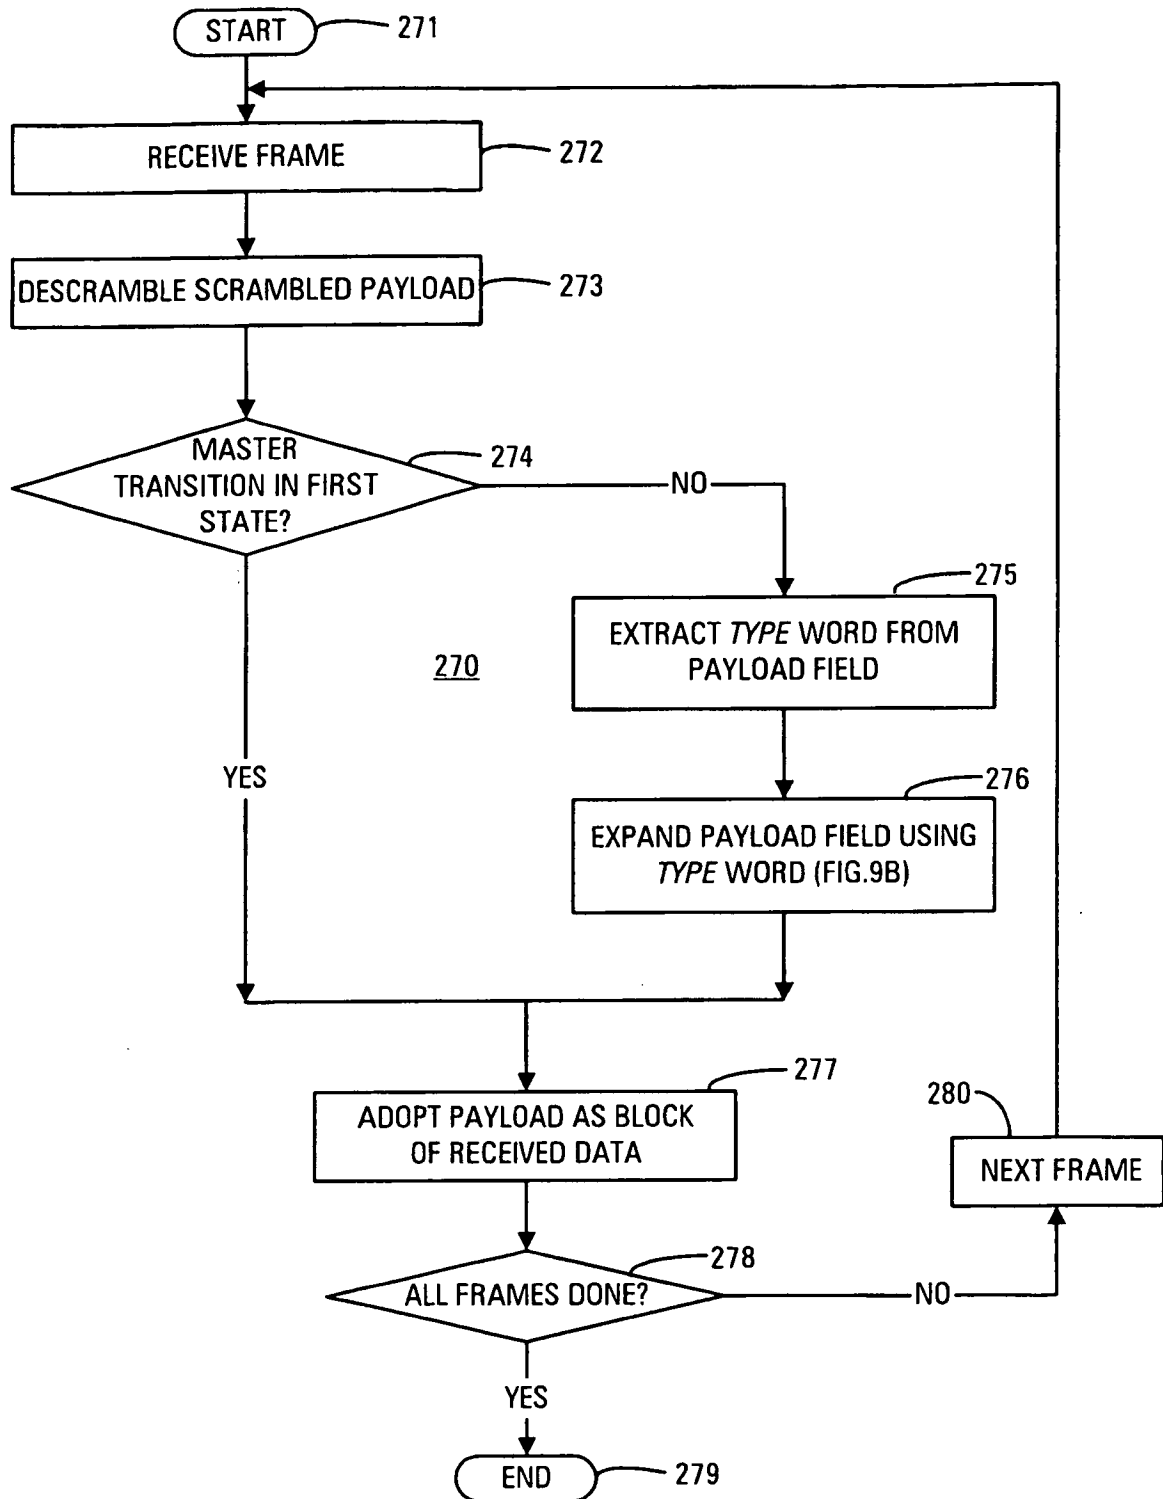 START
271
RECEIVE FRAME
272
DESCRAMBLE SCRAMBLED PAYLOAD
273
MASTER
TRANSITION IN FIRST
STATE?
274
NO
275
EXTRACT TYPE WORD FROM
PAYLOAD FIELD
270
YES
276
EXPAND PAYLOAD FIELD USING
TYPE WORD (FIG.9B)
277
ADOPT PAYLOAD AS BLOCK
OF RECEIVED DATA
280
NEXT FRAME
278
ALL FRAMES DONE?
NO
YES
END
279